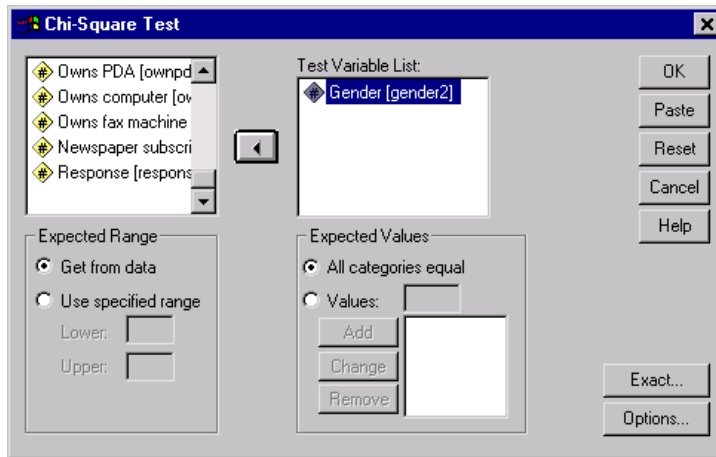 Chi-Square Test
Owns PDA [ownpd
Owns computer [ow
Owns fax machine
Newspaper subscri
Response [respons
Test Variable List:
Gender [gender2]
OK
Paste
Reset
Cancel
Help
Expected Range
Get from data
Use specified range
Lower:
Upper:
Expected Values
All categories equal
Values:
Add
Change
Remove
Exact...
Options...